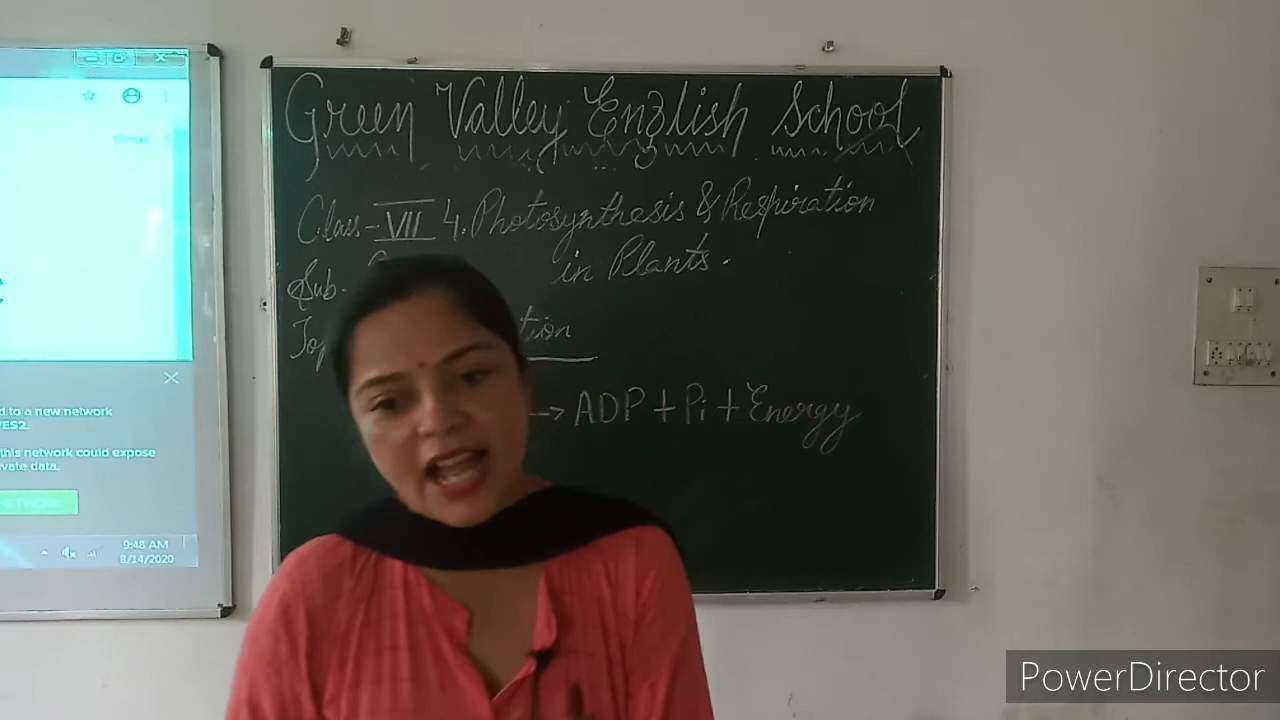 Green Valley English School
Class-VII 4. Photosynthesis & Respiration
in Plants.
Sub.
→ ADP + Pi + Energy
d to a new network
this network could expose
vate data.
9:48 AM
8/14/2020
PowerDirector